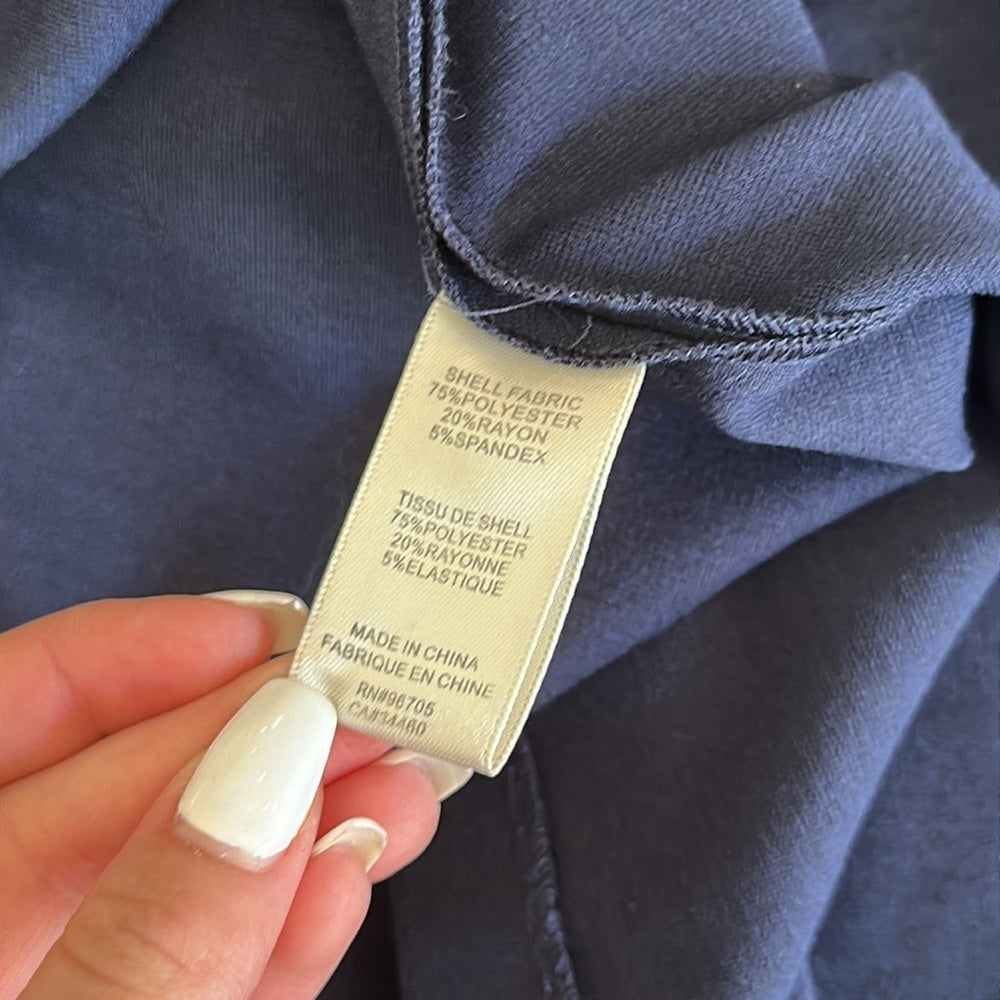 SHELL FABRIC
75%POLYESTER
20%RAYON
5%SPANDEX
TISSU DE SHELL
75%POLYESTER
20%RAYONNE
5%ELASTIQUE
MADE IN CHINA
FABRIQUE EN CHINE
RN#96705
CA#34460